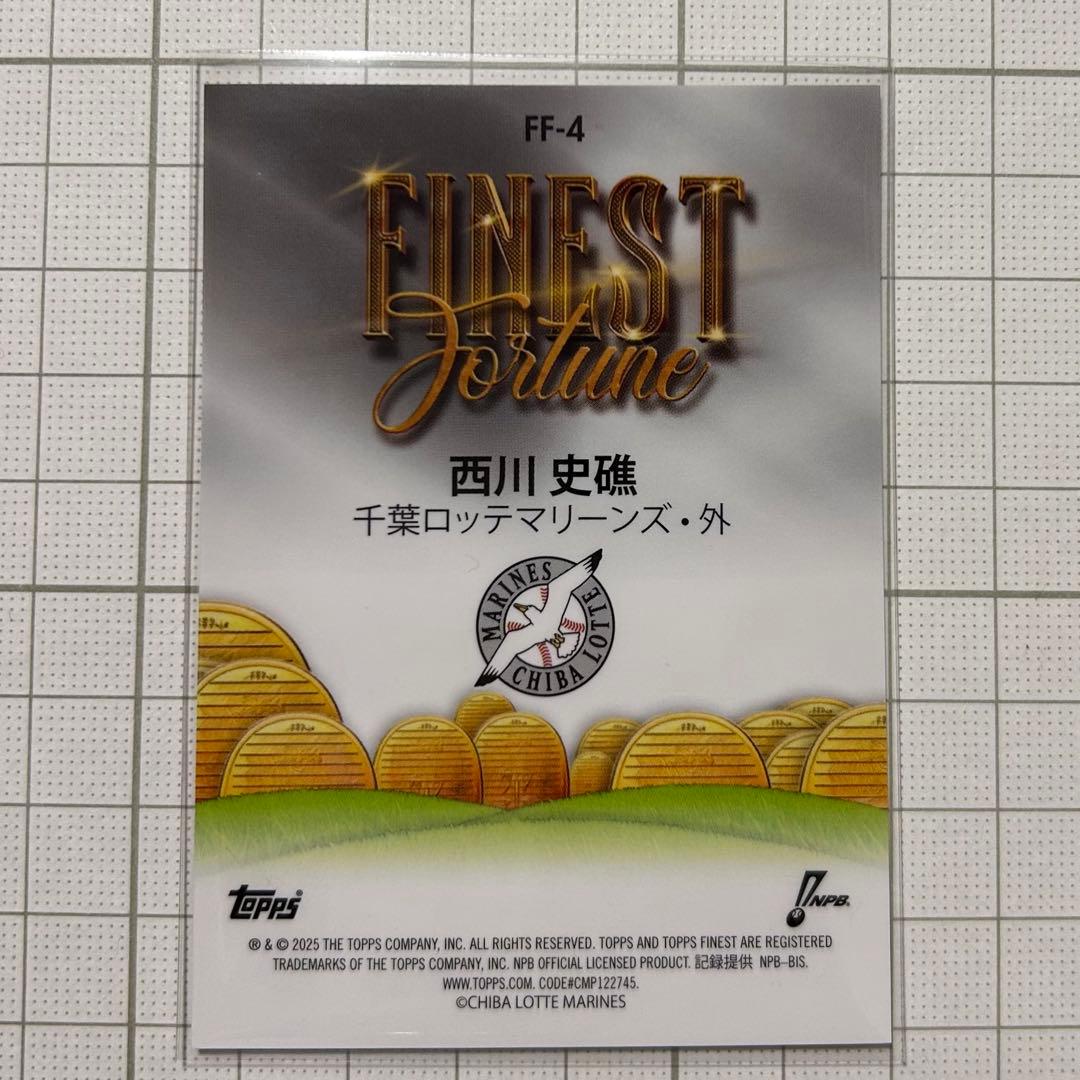 FF-4
FINEST
Fortune
西川 史礁
千葉ロッテマリーンズ・外
MARINES
CHIBA LOTTE
TOPPS®
NPB®
® & © 2025 THE TOPPS COMPANY, INC. ALL RIGHTS RESERVED. TOPPS AND TOPPS FINEST ARE REGISTERED
TRADEMARKS OF THE TOPPS COMPANY, INC. NPB OFFICIAL LICENSED PRODUCT. 記録提供 NPB-BIS.
WWW.TOPPS.COM. CODE#CMP122745.
©CHIBA LOTTE MARINES